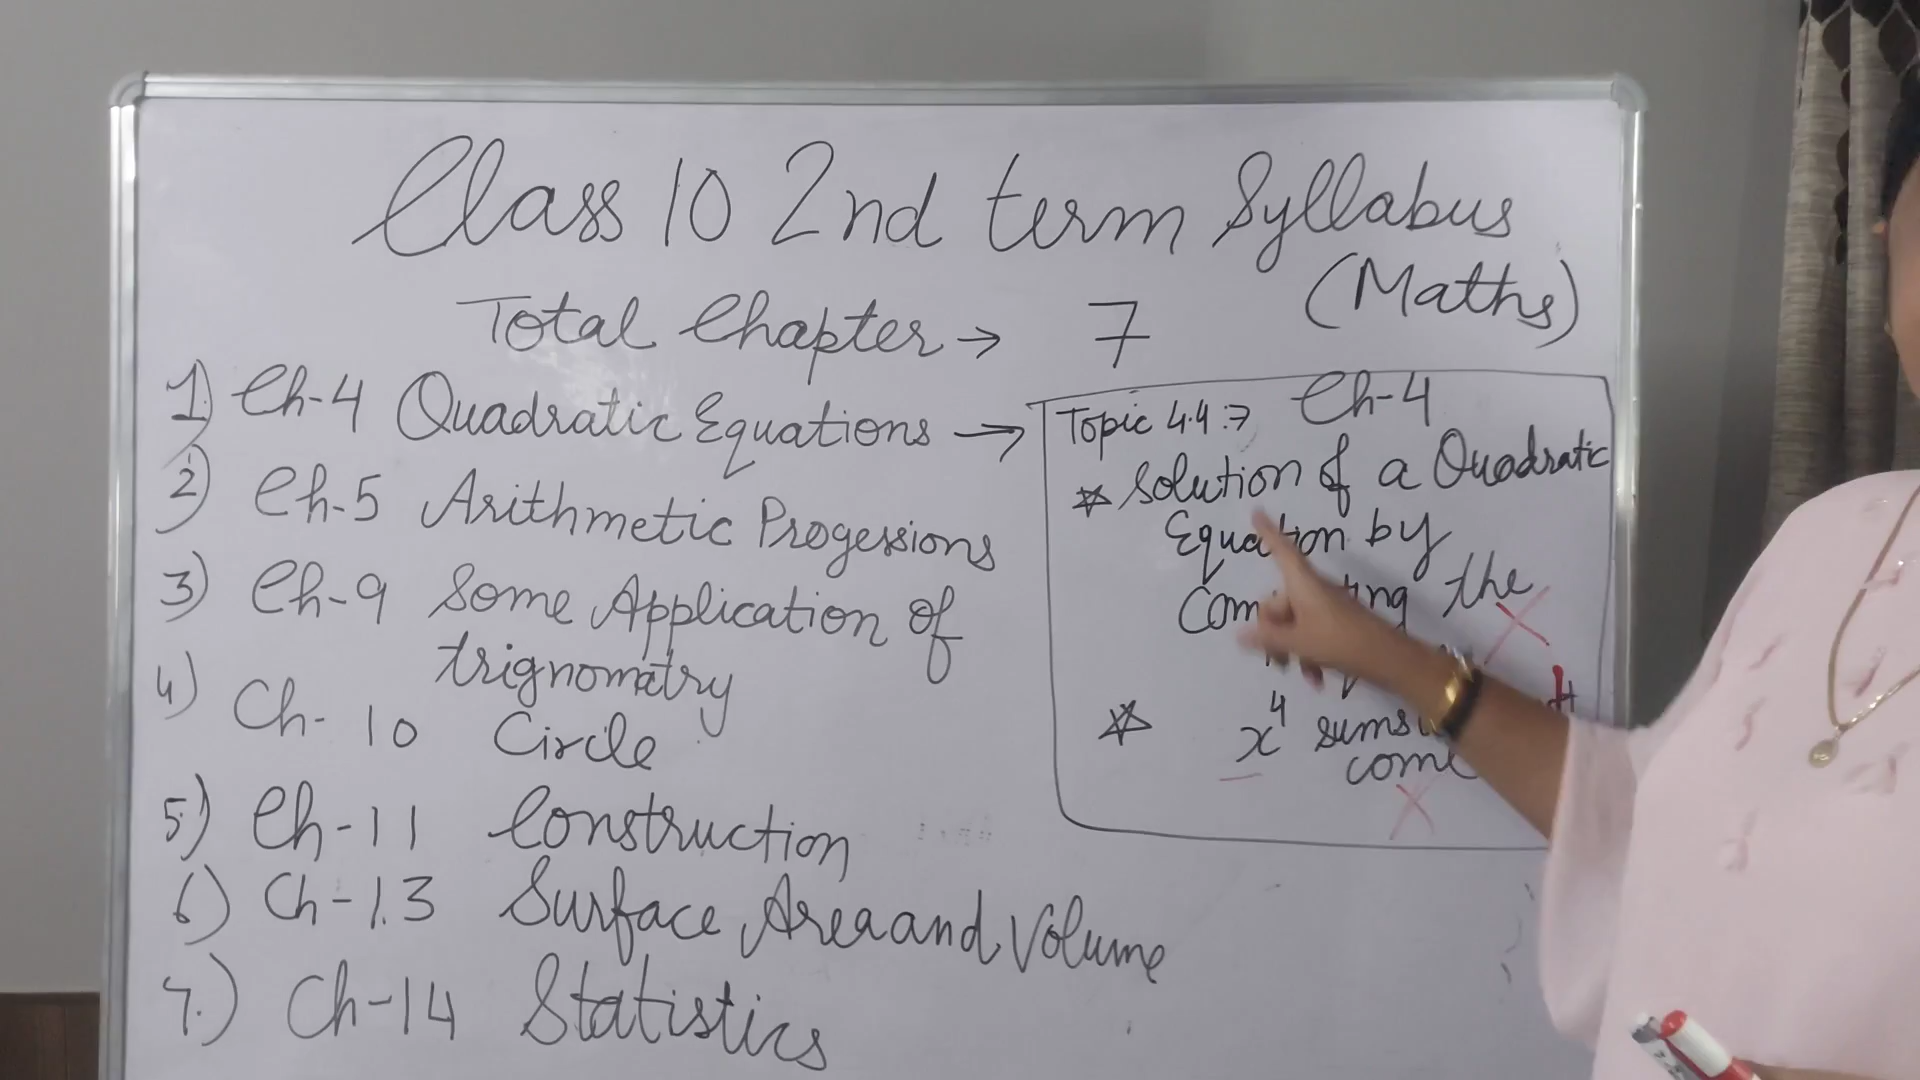 Class 10 2nd term Syllabus
(Maths)
Total Chapter → 7
1) Ch-4 Quadratic Equations →
2) Ch-5 Arithmetic Progessions
3) Ch-9 Some Application of
trignometry
4) Ch-10 Circle
5.) Ch-11 Construction
6) Ch-13 Surface Area and Volume
7.) Ch-14 Statistics
Ch-4
Topic 4.4 :→
* Solution of a Quadratic
Equation by
the
* x⁴ sums